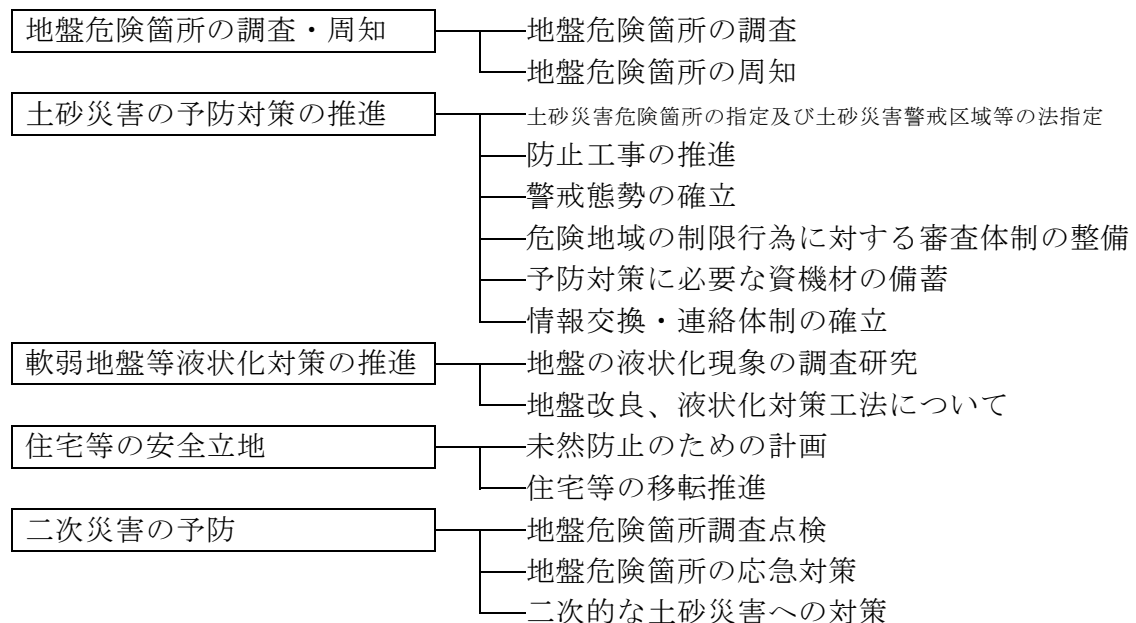 地盤危険箇所の調査・周知
地盤危険箇所の調査
地盤危険箇所の周知
土砂災害の予防対策の推進
土砂災害危険箇所の指定及び土砂災害警戒区域等の法指定
防止工事の推進
警戒態勢の確立
危険地域の制限行為に対する審査体制の整備
予防対策に必要な資機材の備蓄
情報交換・連絡体制の確立
軟弱地盤等液状化対策の推進
地盤の液状化現象の調査研究
地盤改良、液状化対策工法について
住宅等の安全立地
未然防止のための計画
住宅等の移転推進
二次災害の予防
地盤危険箇所調査点検
地盤危険箇所の応急対策
二次的な土砂災害への対策